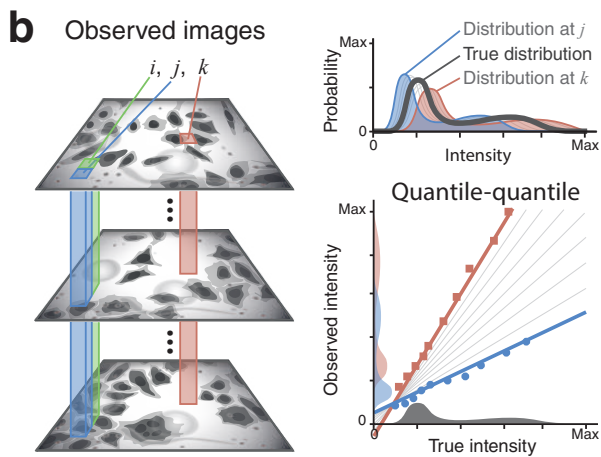 b Observed images
i, j, k
Distribution at j
True distribution
Distribution at k
Max
Probability
0
Intensity
Max
Quantile-quantile
Max
Observed intensity
0
0
True intensity
Max